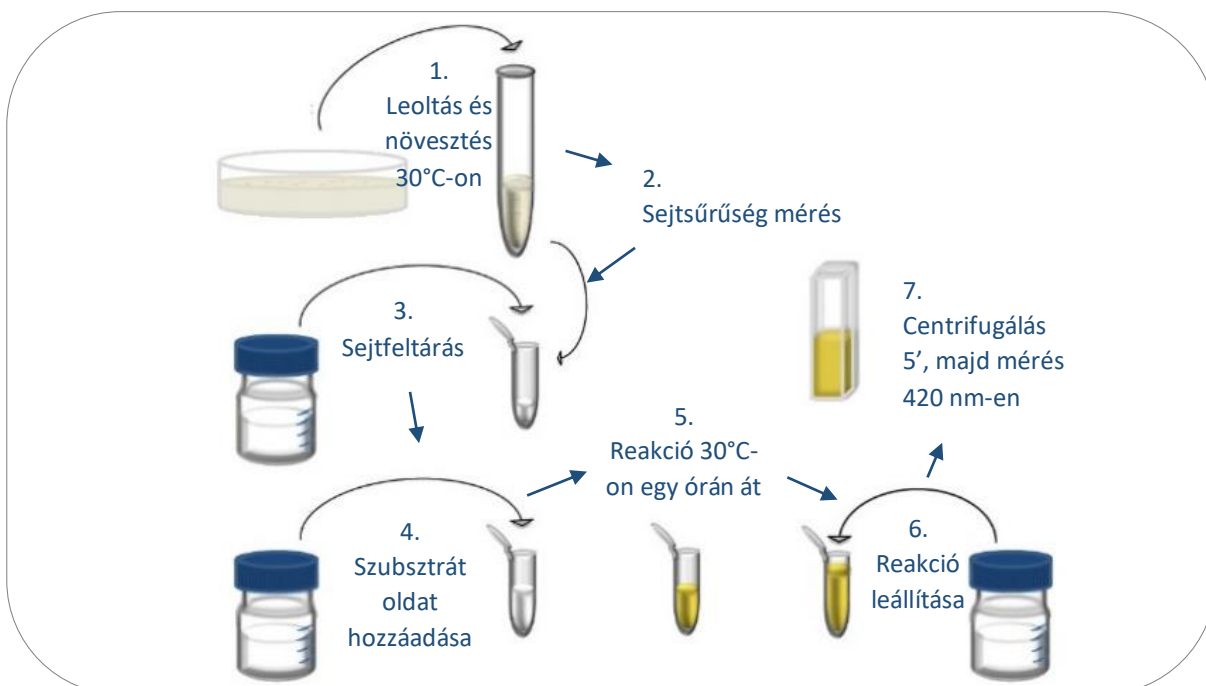 1.
Leoltás és
növesztés
30°C-on
2.
Sejtsűrűség mérés
3.
Sejtfeltárás
4.
Szubsztrát
oldat
hozzáadása
5.
Reakció 30°C-
on egy órán át
6.
Reakció
leállítása
7.
Centrifugálás
5’, majd mérés
420 nm-en